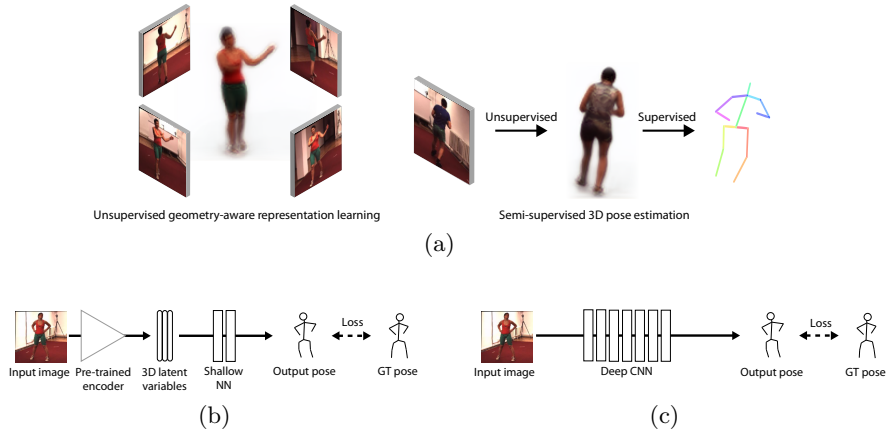 Unsupervised
Supervised
Unsupervised geometry-aware representation learning
Semi-supervised 3D pose estimation
(a)
Loss
Input image
Pre-trained
encoder
3D latent
variables
Shallow
NN
Output pose
GT pose
(b)
Loss
Input image
Deep CNN
Output pose
GT pose
(c)